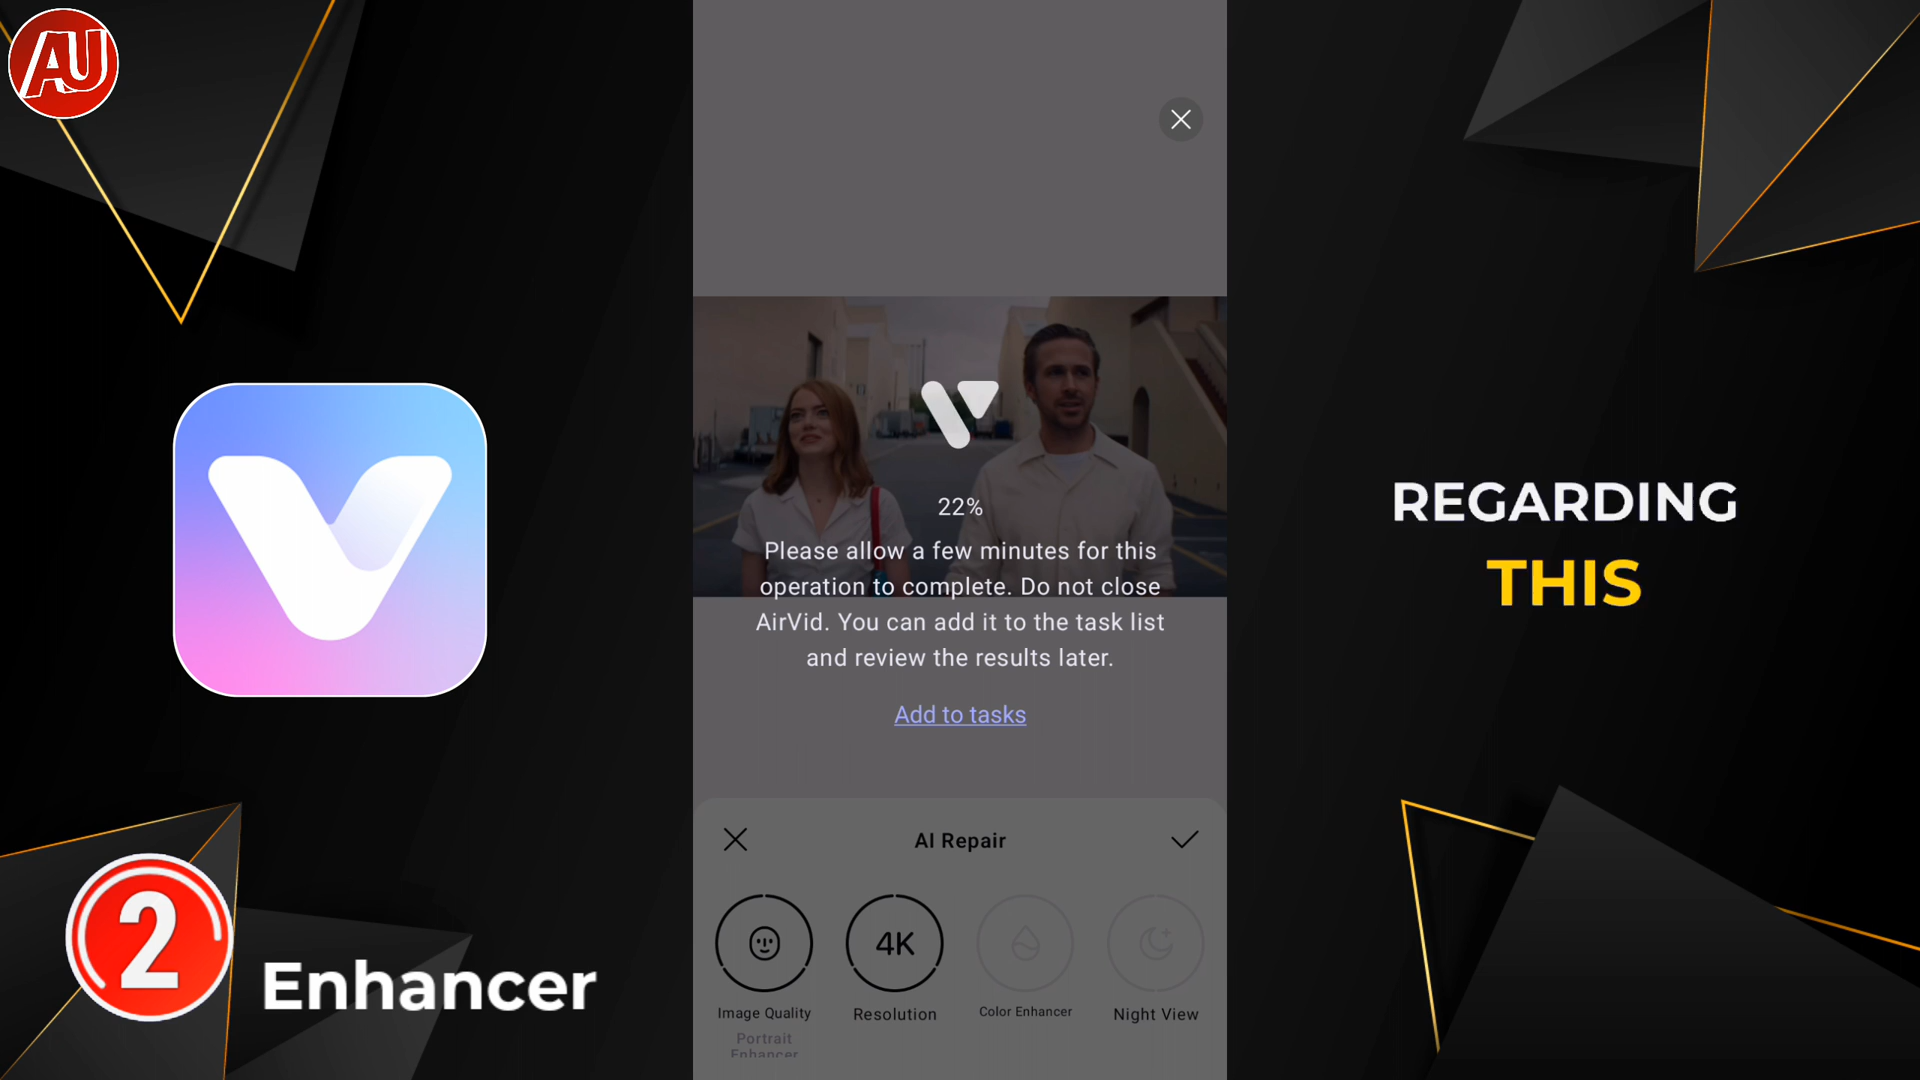 AU
22%
Please allow a few minutes for this
operation to complete. Do not close
AirVid. You can add it to the task list
and review the results later.
Add to tasks
REGARDING
THIS
AI Repair
4K
Image Quality
Resolution
Color Enhancer
Night View
Portrait
Enhancer
2
Enhancer